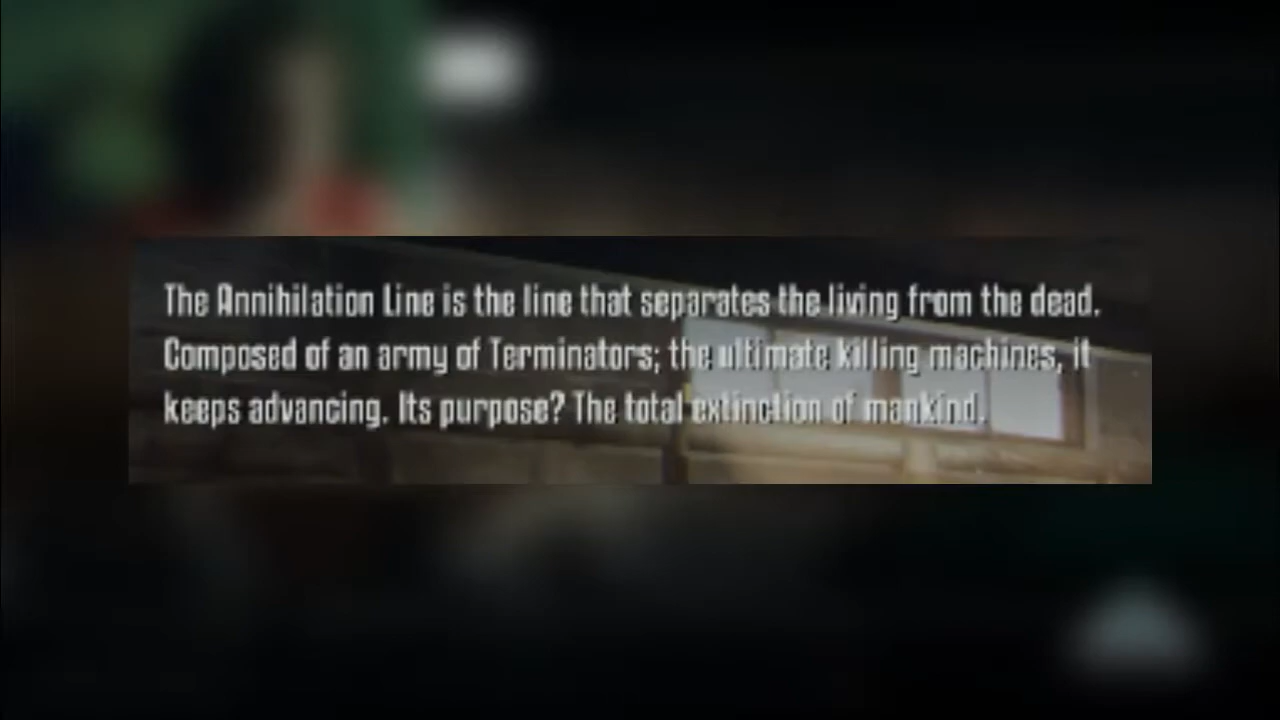 The Annihilation Line is the line that separates the living from the dead.
Composed of an army of Terminators; the ultimate killing machines, it
keeps advancing. Its purpose? The total extinction of mankind.